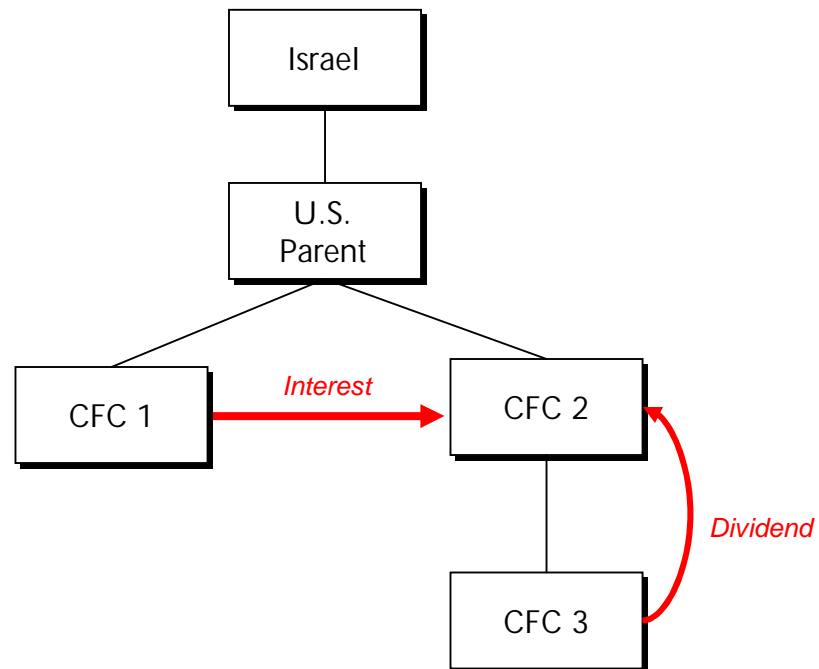 Israel
U.S.
Parent
CFC 1
Interest
CFC 2
Dividend
CFC 3